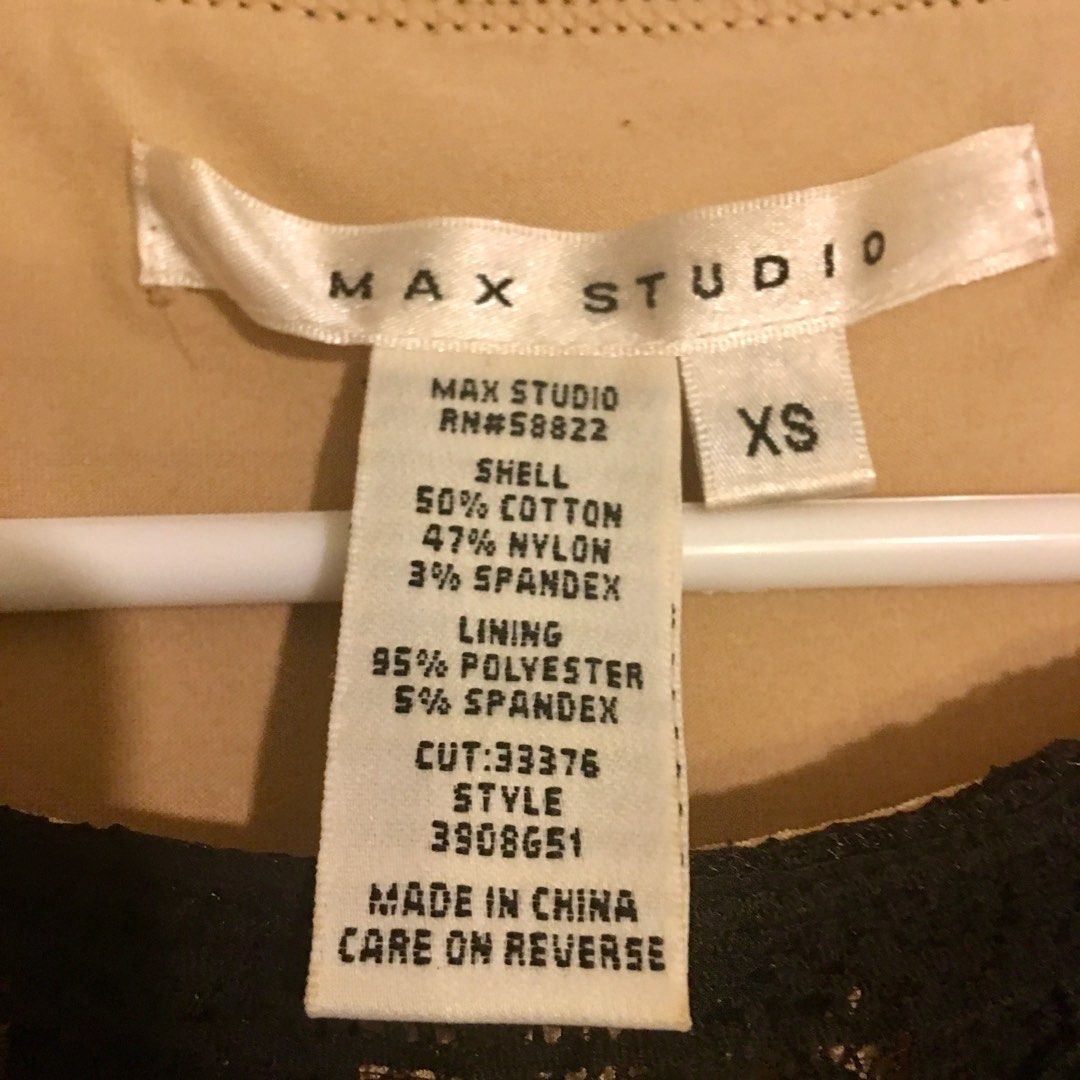 MAX STUDIO
XS
MAX STUDIO
RN#58822
SHELL
50% COTTON
47% NYLON
3% SPANDEX
LINING
95% POLYESTER
5% SPANDEX
CUT:33376
STYLE
3908G51
MADE IN CHINA
CARE ON REVERSE